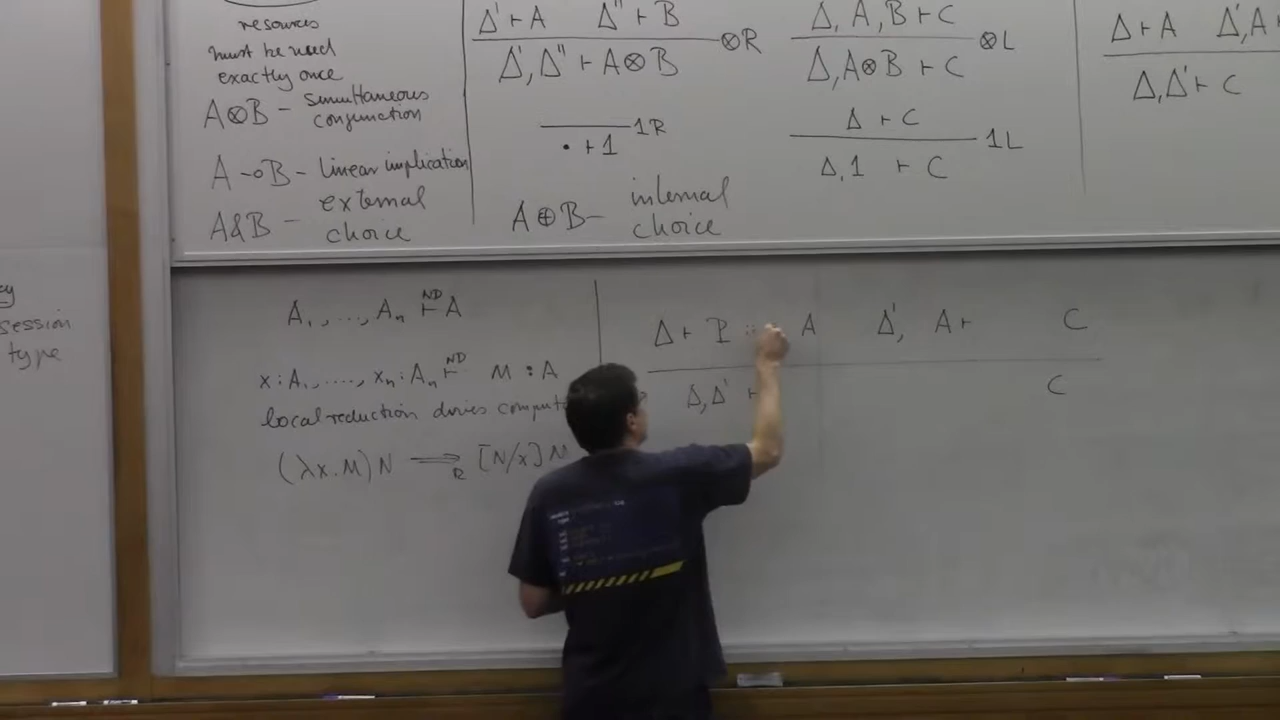 resources
must be used
exactly once
A⊗B – simultaneous
conjunction
A ⊸ B – linear implication
A&B – external
choice
Δ' ⊢ A Δ'' ⊢ B
Δ', Δ'' ⊢ A⊗B ⊗R
Δ, A, B ⊢ C
Δ, A⊗B ⊢ C ⊗L
· ⊢ 1 1R
Δ ⊢ C
Δ, 1 ⊢ C 1L
A ⊕ B – internal
choice
Δ ⊢ A Δ', A ⊢
Δ, Δ' ⊢ C
session
type
A₁, ..., Aₙ ⊢ND A
x : A₁, ...., xₙ : Aₙ ⊢ND M : A
local reduction drives
(λx.M) N ⟹R [N/x]
Δ ⊢ P :: A Δ', A ⊢ C
Δ, Δ' ⊢ C